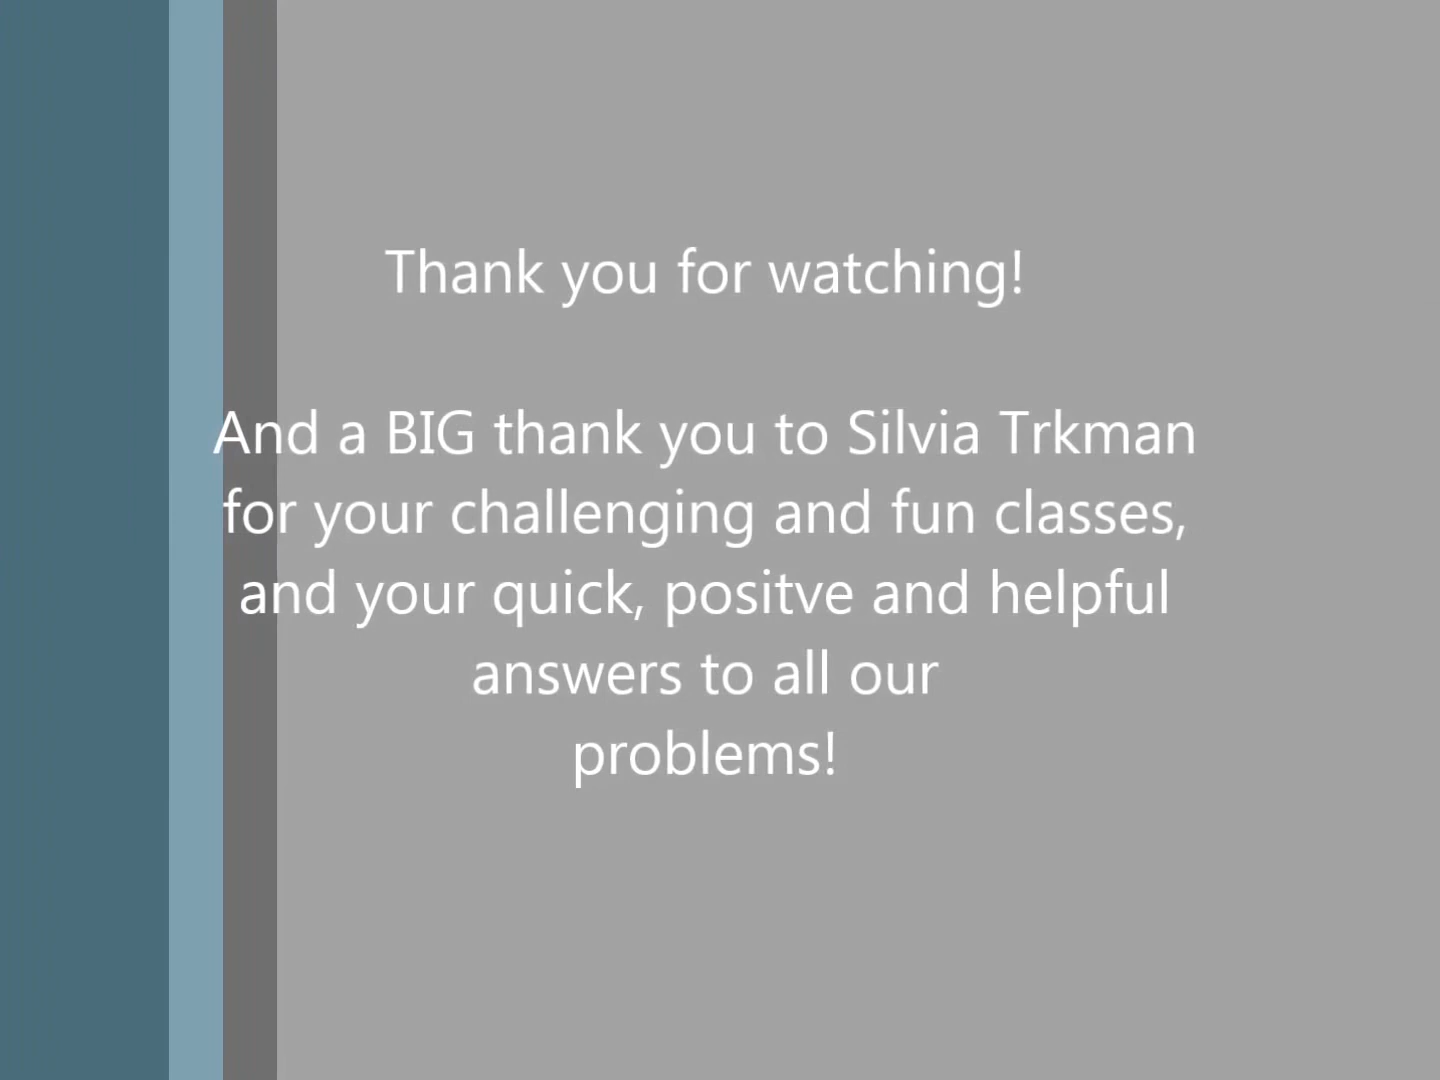 Thank you for watching!
And a BIG thank you to Silvia Trkman
for your challenging and fun classes,
and your quick, positve and helpful
answers to all our
problems!